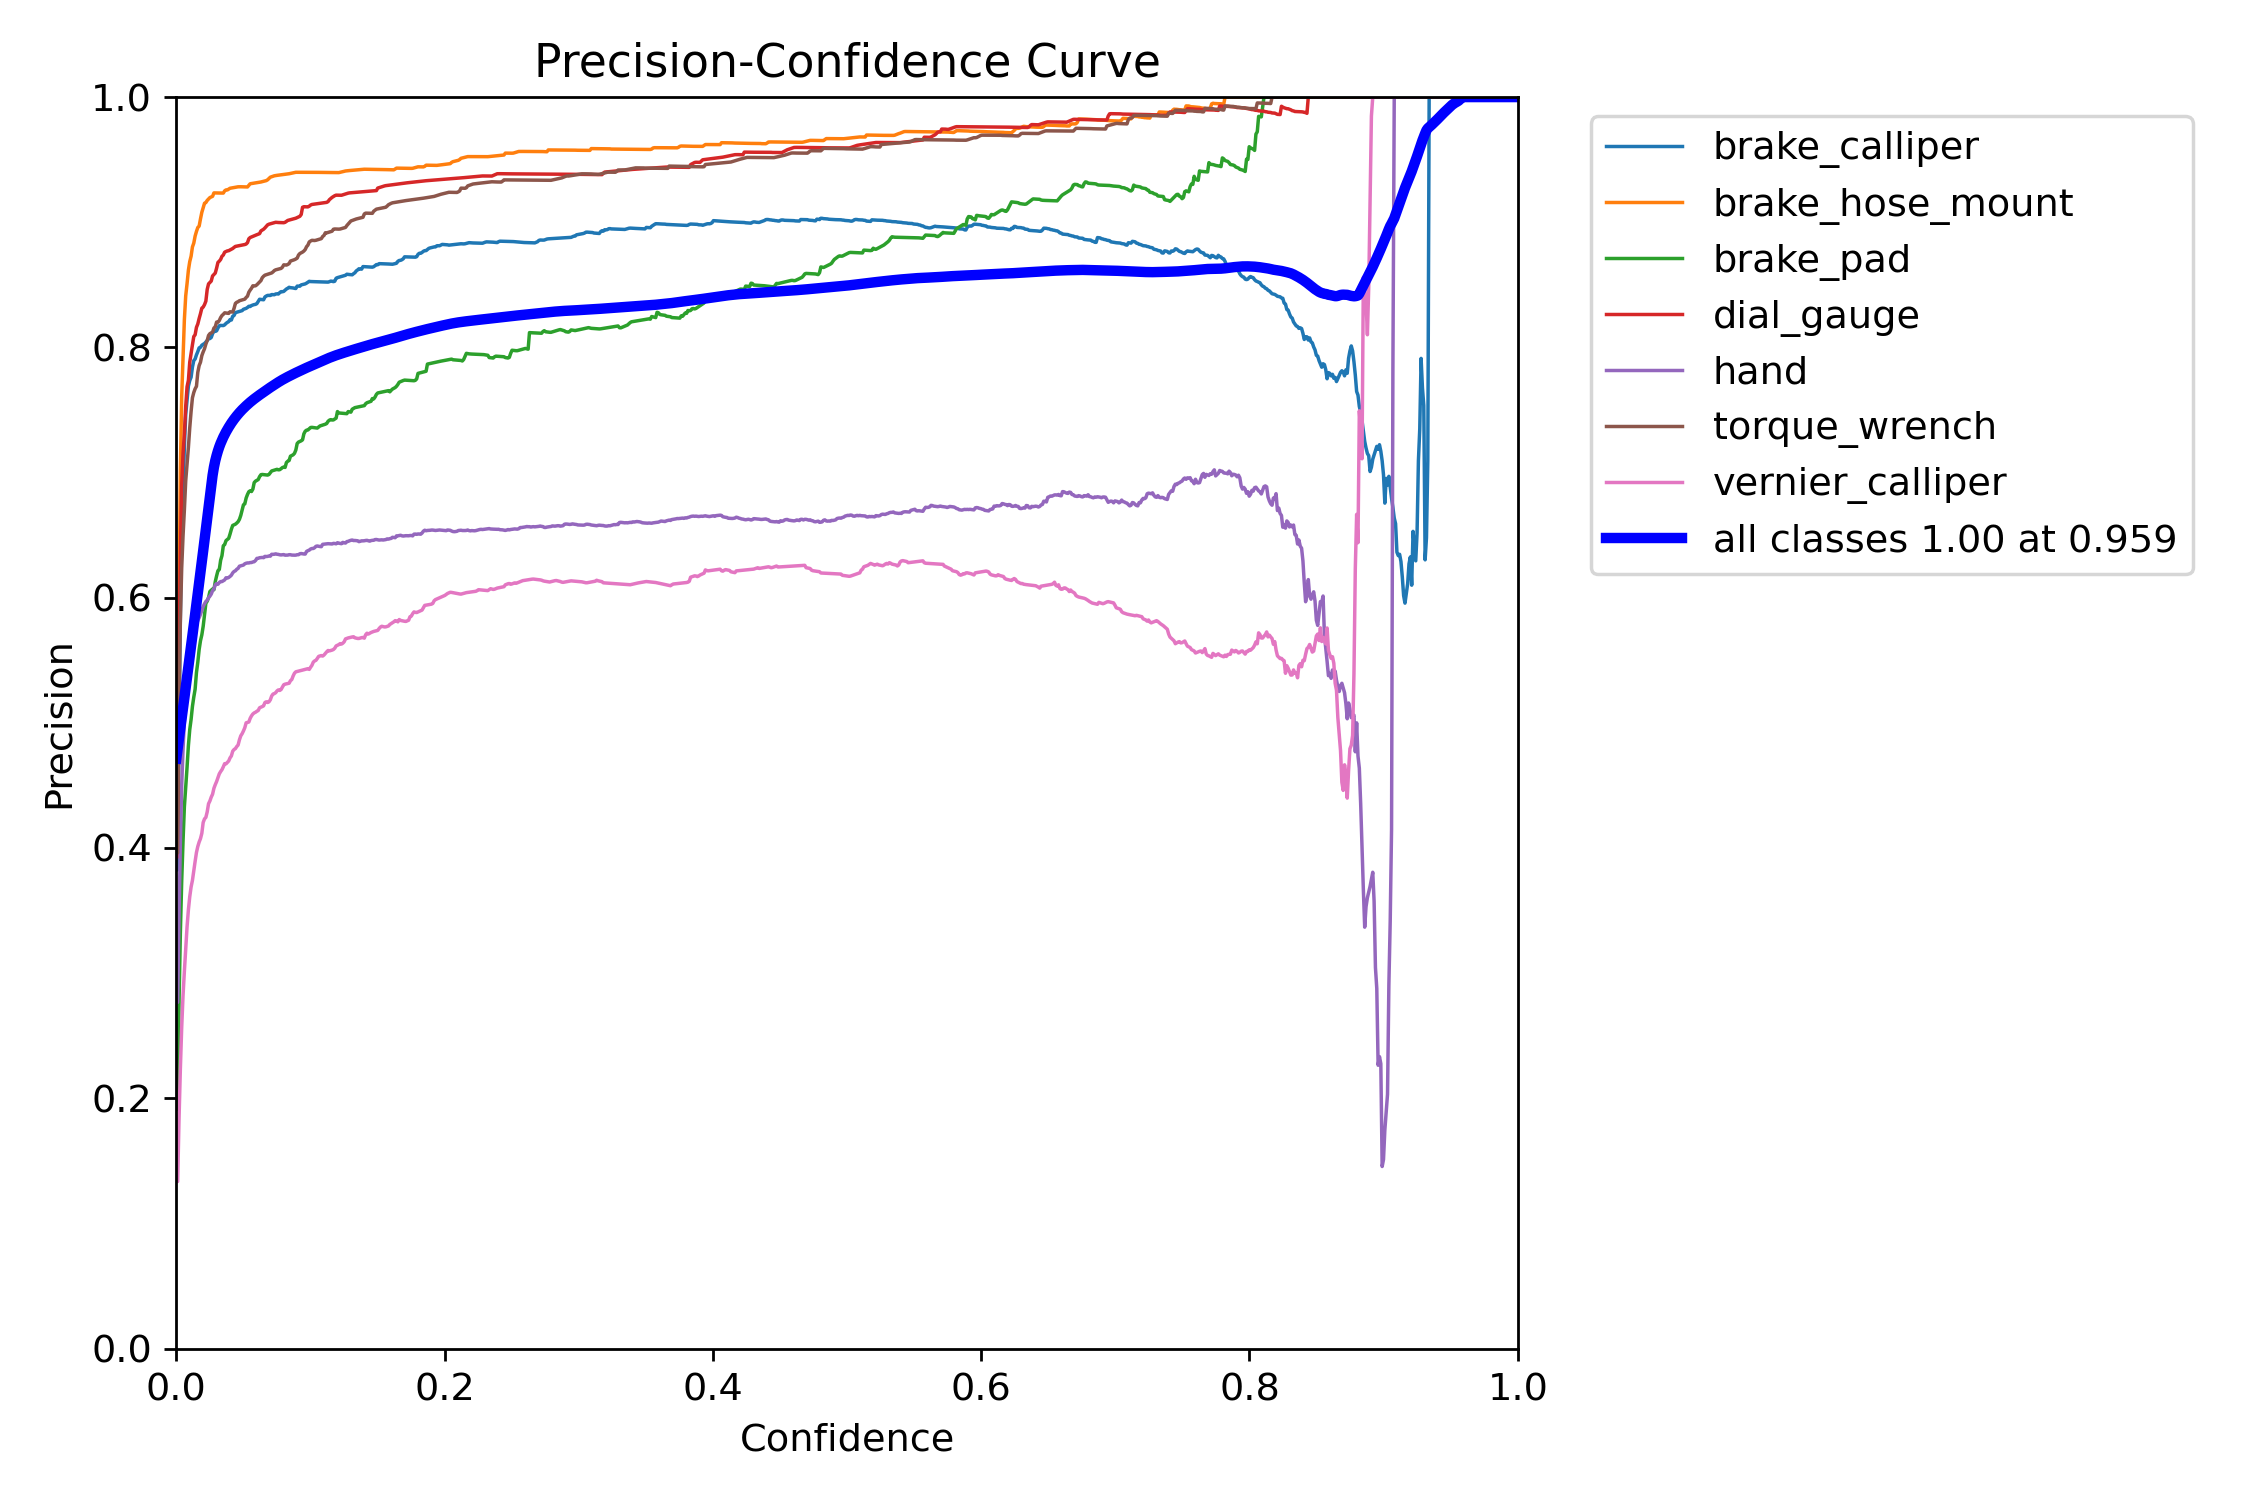 Precision-Confidence Curve
1.0
0.8
0.6
0.4
0.2
0.0
Precision
0.0 0.2 0.4 0.6 0.8 1.0
Confidence
brake_calliper
brake_hose_mount
brake_pad
dial_gauge
hand
torque_wrench
vernier_calliper
all classes 1.00 at 0.959